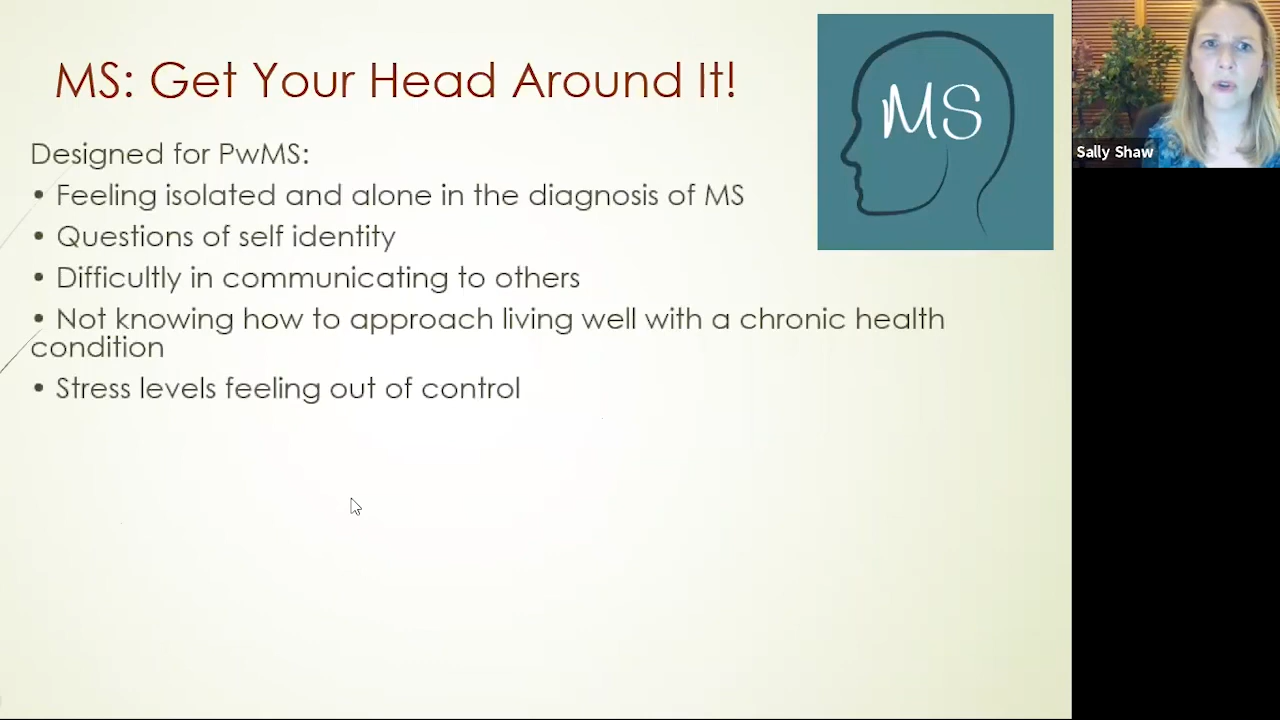 MS: Get Your Head Around It!
MS
Sally Shaw
Designed for PwMS:
• Feeling isolated and alone in the diagnosis of MS
• Questions of self identity
• Difficultly in communicating to others
• Not knowing how to approach living well with a chronic health
condition
• Stress levels feeling out of control